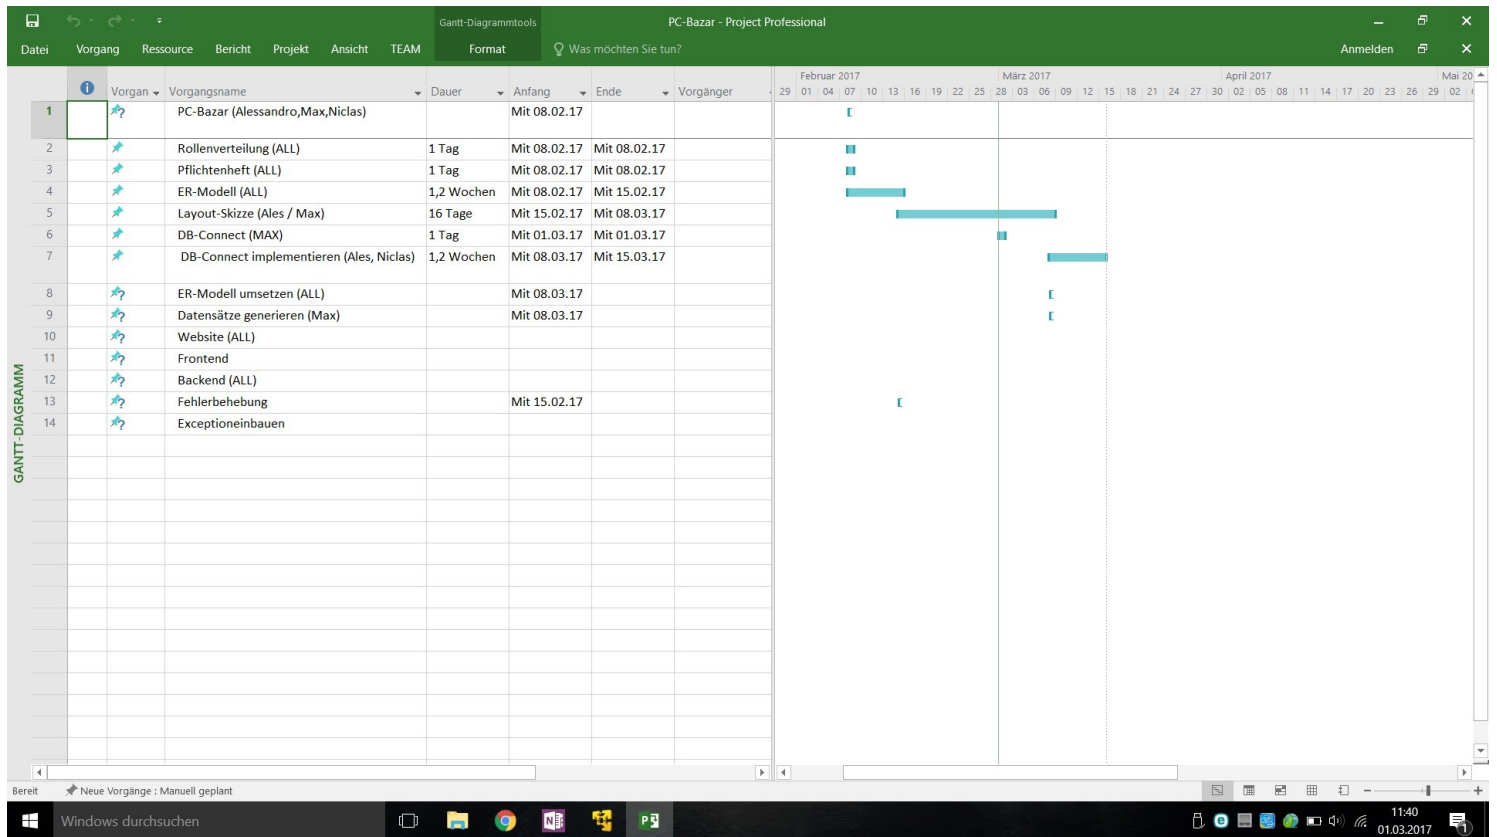 Gantt-Diagrammtools
PC-Bazar - Project Professional
Datei Vorgang Ressource Bericht Projekt Ansicht TEAM Format Was möchten Sie tun? Anmelden
Februar 2017 März 2017 April 2017 Mai 20
Vorgan Vorgangsname Dauer Anfang Ende Vorgänger
29 01 04 07 10 13 16 19 22 25 28 03 06 09 12 15 18 21 24 27 30 02 05 08 11 14 17 20 23 26 29 02
1 PC-Bazar (Alessandro,Max,Niclas) Mit 08.02.17
2 Rollenverteilung (ALL) 1 Tag Mit 08.02.17 Mit 08.02.17
3 Pflichtenheft (ALL) 1 Tag Mit 08.02.17 Mit 08.02.17
4 ER-Modell (ALL) 1,2 Wochen Mit 08.02.17 Mit 15.02.17
5 Layout-Skizze (Ales / Max) 16 Tage Mit 15.02.17 Mit 08.03.17
6 DB-Connect (MAX) 1 Tag Mit 01.03.17 Mit 01.03.17
7 DB-Connect implementieren (Ales, Niclas) 1,2 Wochen Mit 08.03.17 Mit 15.03.17
8 ER-Modell umsetzen (ALL) Mit 08.03.17
9 Datensätze generieren (Max) Mit 08.03.17
10 Website (ALL)
11 Frontend
12 Backend (ALL)
13 Fehlerbehebung Mit 15.02.17
14 Exceptioneinbauen
GANTT-DIAGRAMM
Bereit Neue Vorgänge : Manuell geplant
Windows durchsuchen
11:40
01.03.2017